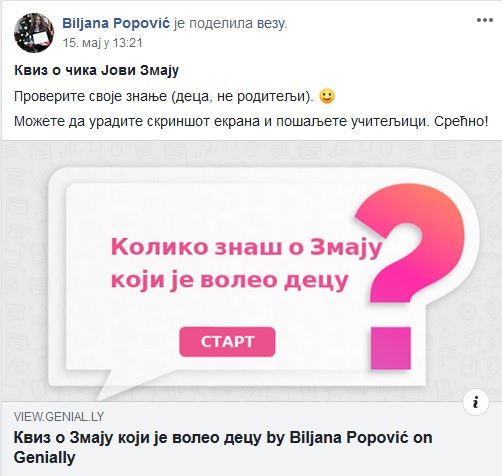 Biljana Popović је поделила везу.
15. мај у 13:21
Квиз о чика Јови Змају
Проверите своје знање (деца, не родитељи). 🙂
Можете да урадите скриншот екрана и пошаљете учитељици. Срећно!
Колико знаш о Змају
који је волео децу
?
СТАРТ
VIEW.GENIAL.LY
Квиз о Змају који је волео децу by Biljana Popović on
Genially